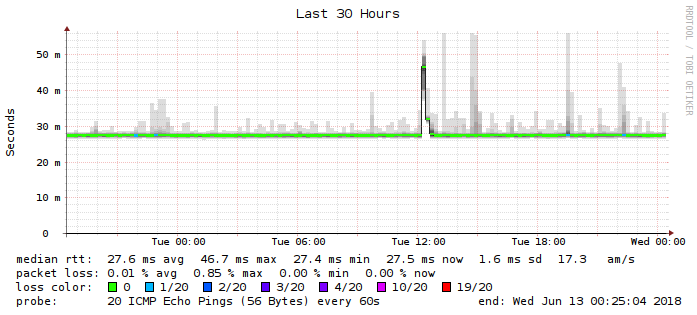 Last 30 Hours
RRDTOOL / TOBI OETIKER
Seconds
50 m
40 m
30 m
20 m
10 m
0
Tue 00:00 Tue 06:00 Tue 12:00 Tue 18:00 Wed 00:00
median rtt: 27.6 ms avg 46.7 ms max 27.4 ms min 27.5 ms now 1.6 ms sd 17.3 am/s
packet loss: 0.01 % avg 0.85 % max 0.00 % min 0.00 % now
loss color: 0 1/20 2/20 3/20 4/20 10/20 19/20
probe: 20 ICMP Echo Pings (56 Bytes) every 60s end: Wed Jun 13 00:25:04 2018